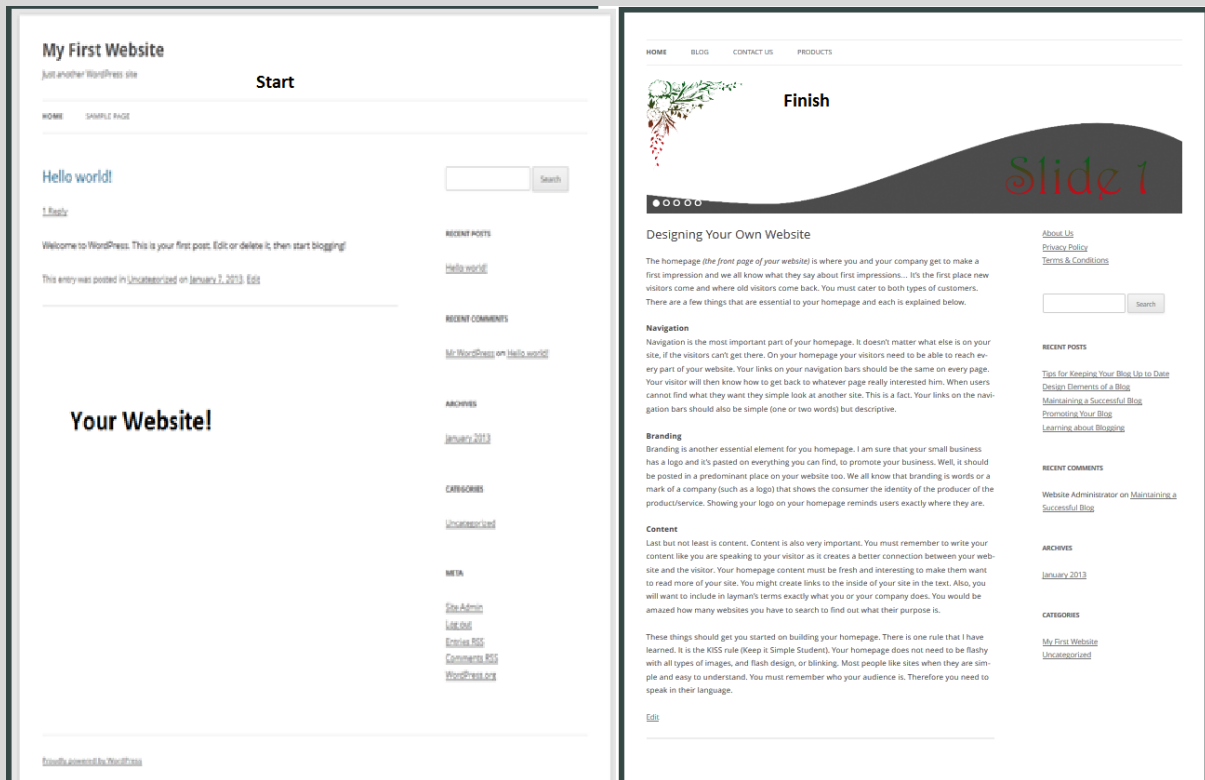 My First Website
Just another WordPress site
Start
HOME SAMPLE PAGE
Hello world!
1 Reply
Welcome to WordPress. This is your first post. Edit or delete it, then start blogging!
This entry was posted in Uncategorized on January 7, 2013. Edit
Your Website!
Search
RECENT POSTS
Hello world!
RECENT COMMENTS
Mr WordPress on Hello world!
ARCHIVES
January 2013
CATEGORIES
Uncategorized
META
Site Admin
Log out
Entries RSS
Comments RSS
WordPress.org
Proudly powered by WordPress
HOME BLOG CONTACT US PRODUCTS
Finish
Slide 1
Designing Your Own Website
The homepage (the front page of your website) is where you and your company get to make a
first impression and we all know what they say about first impressions... It's the first place new
visitors come and where old visitors come back. You must cater to both types of customers.
There are a few things that are essential to your homepage and each is explained below.
Navigation
Navigation is the most important part of your homepage. It doesn't matter what else is on your
site, if the visitors can't get there. On your homepage your visitors need to be able to reach ev-
ery part of your website. Your links on your navigation bars should be the same on every page.
Your visitor will then know how to get back to whatever page really interested him. When users
cannot find what they want they simple look at another site. This is a fact. Your links on the navi-
gation bars should also be simple (one or two words) but descriptive.
Branding
Branding is another essential element for you homepage. I am sure that your small business
has a logo and it's pasted on everything you can find, to promote your business. Well, it should
be posted in a predominant place on your website too. We all know that branding is words or a
mark of a company (such as a logo) that shows the consumer the identity of the producer of the
product/service. Showing your logo on your homepage reminds users exactly where they are.
Content
Last but not least is content. Content is also very important. You must remember to write your
content like you are speaking to your visitor as it creates a better connection between your web-
site and the visitor. Your homepage content must be fresh and interesting to make them want
to read more of your site. You might create links to the inside of your site in the text. Also, you
will want to include in layman's terms exactly what you or your company does. You would be
amazed how many websites you have to search to find out what their purpose is.
These things should get you started on building your homepage. There is one rule that I have
learned. It is the KISS rule (Keep it Simple Student). Your homepage does not need to be flashy
with all types of images, and flash design, or blinking. Most people like sites when they are sim-
ple and easy to understand. You must remember who your audience is. Therefore you need to
speak in their language.
Edit
About Us
Privacy Policy
Terms & Conditions
Search
RECENT POSTS
Tips for Keeping Your Blog Up to Date
Design Elements of a Blog
Maintaining a Successful Blog
Promoting Your Blog
Learning about Blogging
RECENT COMMENTS
Website Administrator on Maintaining a
Successful Blog
ARCHIVES
January 2013
CATEGORIES
My First Website
Uncategorized